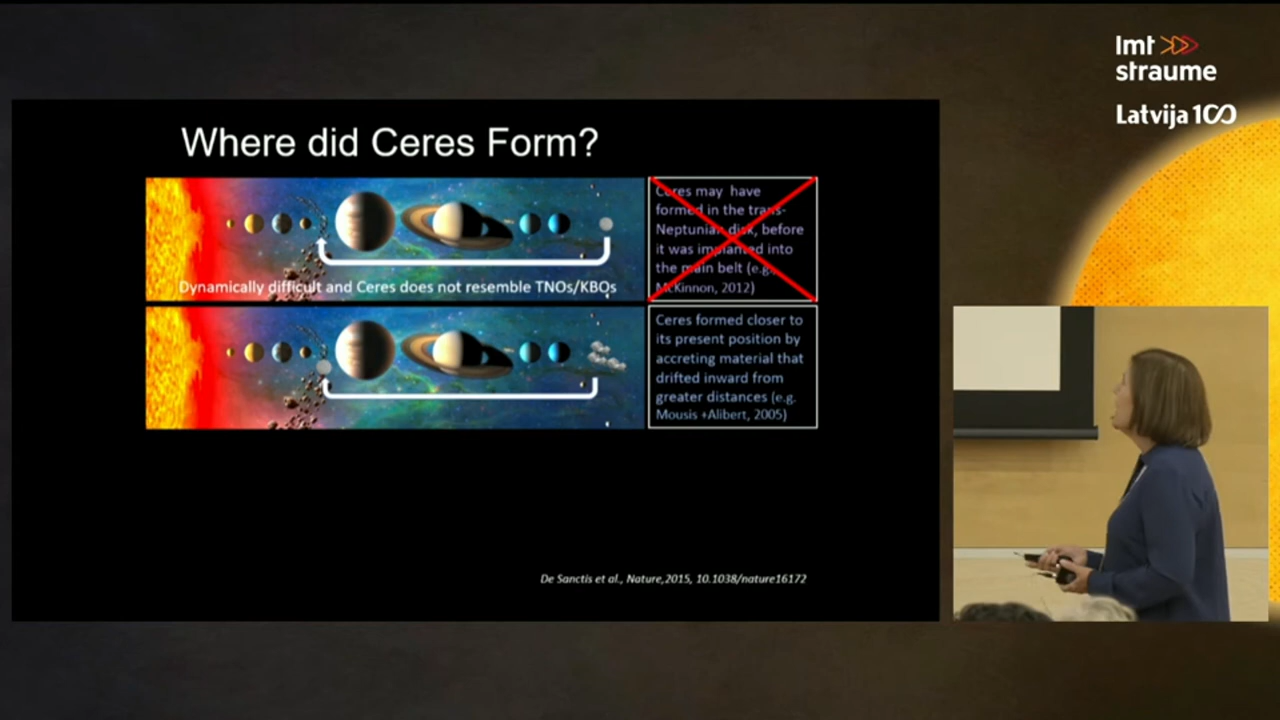 lmt
straume
Latvija 100
Where did Ceres Form?
Ceres may have
formed in the trans-
Neptunian disk, before
it was implanted into
the main belt (e.g.,
McKinnon, 2012)
Dynamically difficult and Ceres does not resemble TNOs/KBOs
Ceres formed closer to
its present position by
accreting material that
drifted inward from
greater distances (e.g.
Mousis +Alibert, 2005)
De Sanctis et al., Nature,2015, 10.1038/nature16172